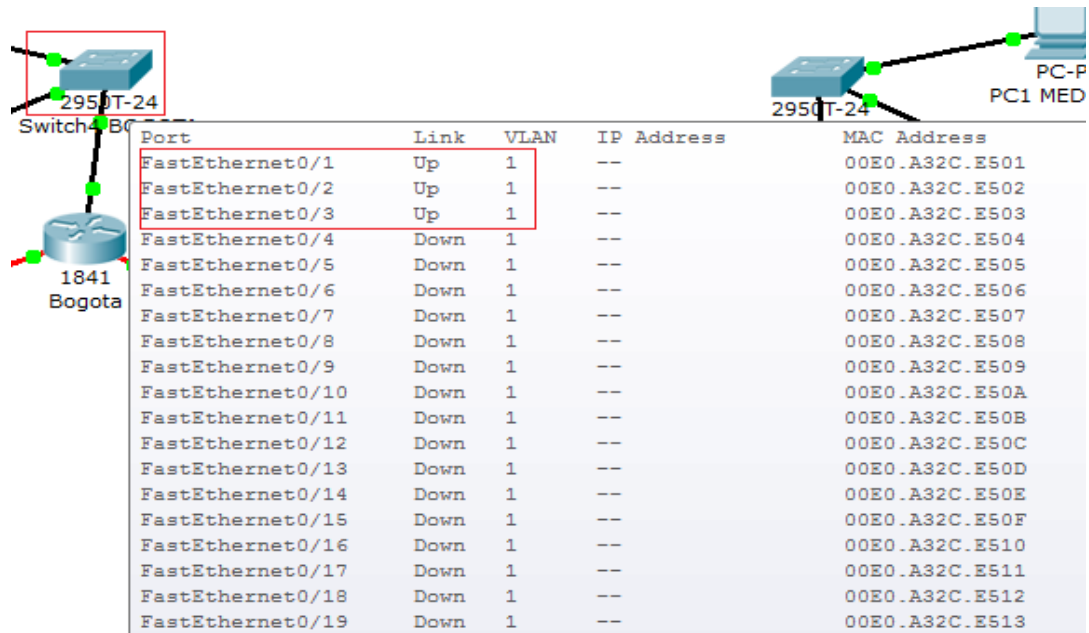 2950T-24
Switch4 BOGOTA
1841
Bogota
2950T-24
PC-P
PC1 MED
Port Link VLAN IP Address MAC Address
FastEthernet0/1 Up 1 -- 00E0.A32C.E501
FastEthernet0/2 Up 1 -- 00E0.A32C.E502
FastEthernet0/3 Up 1 -- 00E0.A32C.E503
FastEthernet0/4 Down 1 -- 00E0.A32C.E504
FastEthernet0/5 Down 1 -- 00E0.A32C.E505
FastEthernet0/6 Down 1 -- 00E0.A32C.E506
FastEthernet0/7 Down 1 -- 00E0.A32C.E507
FastEthernet0/8 Down 1 -- 00E0.A32C.E508
FastEthernet0/9 Down 1 -- 00E0.A32C.E509
FastEthernet0/10 Down 1 -- 00E0.A32C.E50A
FastEthernet0/11 Down 1 -- 00E0.A32C.E50B
FastEthernet0/12 Down 1 -- 00E0.A32C.E50C
FastEthernet0/13 Down 1 -- 00E0.A32C.E50D
FastEthernet0/14 Down 1 -- 00E0.A32C.E50E
FastEthernet0/15 Down 1 -- 00E0.A32C.E50F
FastEthernet0/16 Down 1 -- 00E0.A32C.E510
FastEthernet0/17 Down 1 -- 00E0.A32C.E511
FastEthernet0/18 Down 1 -- 00E0.A32C.E512
FastEthernet0/19 Down 1 -- 00E0.A32C.E513